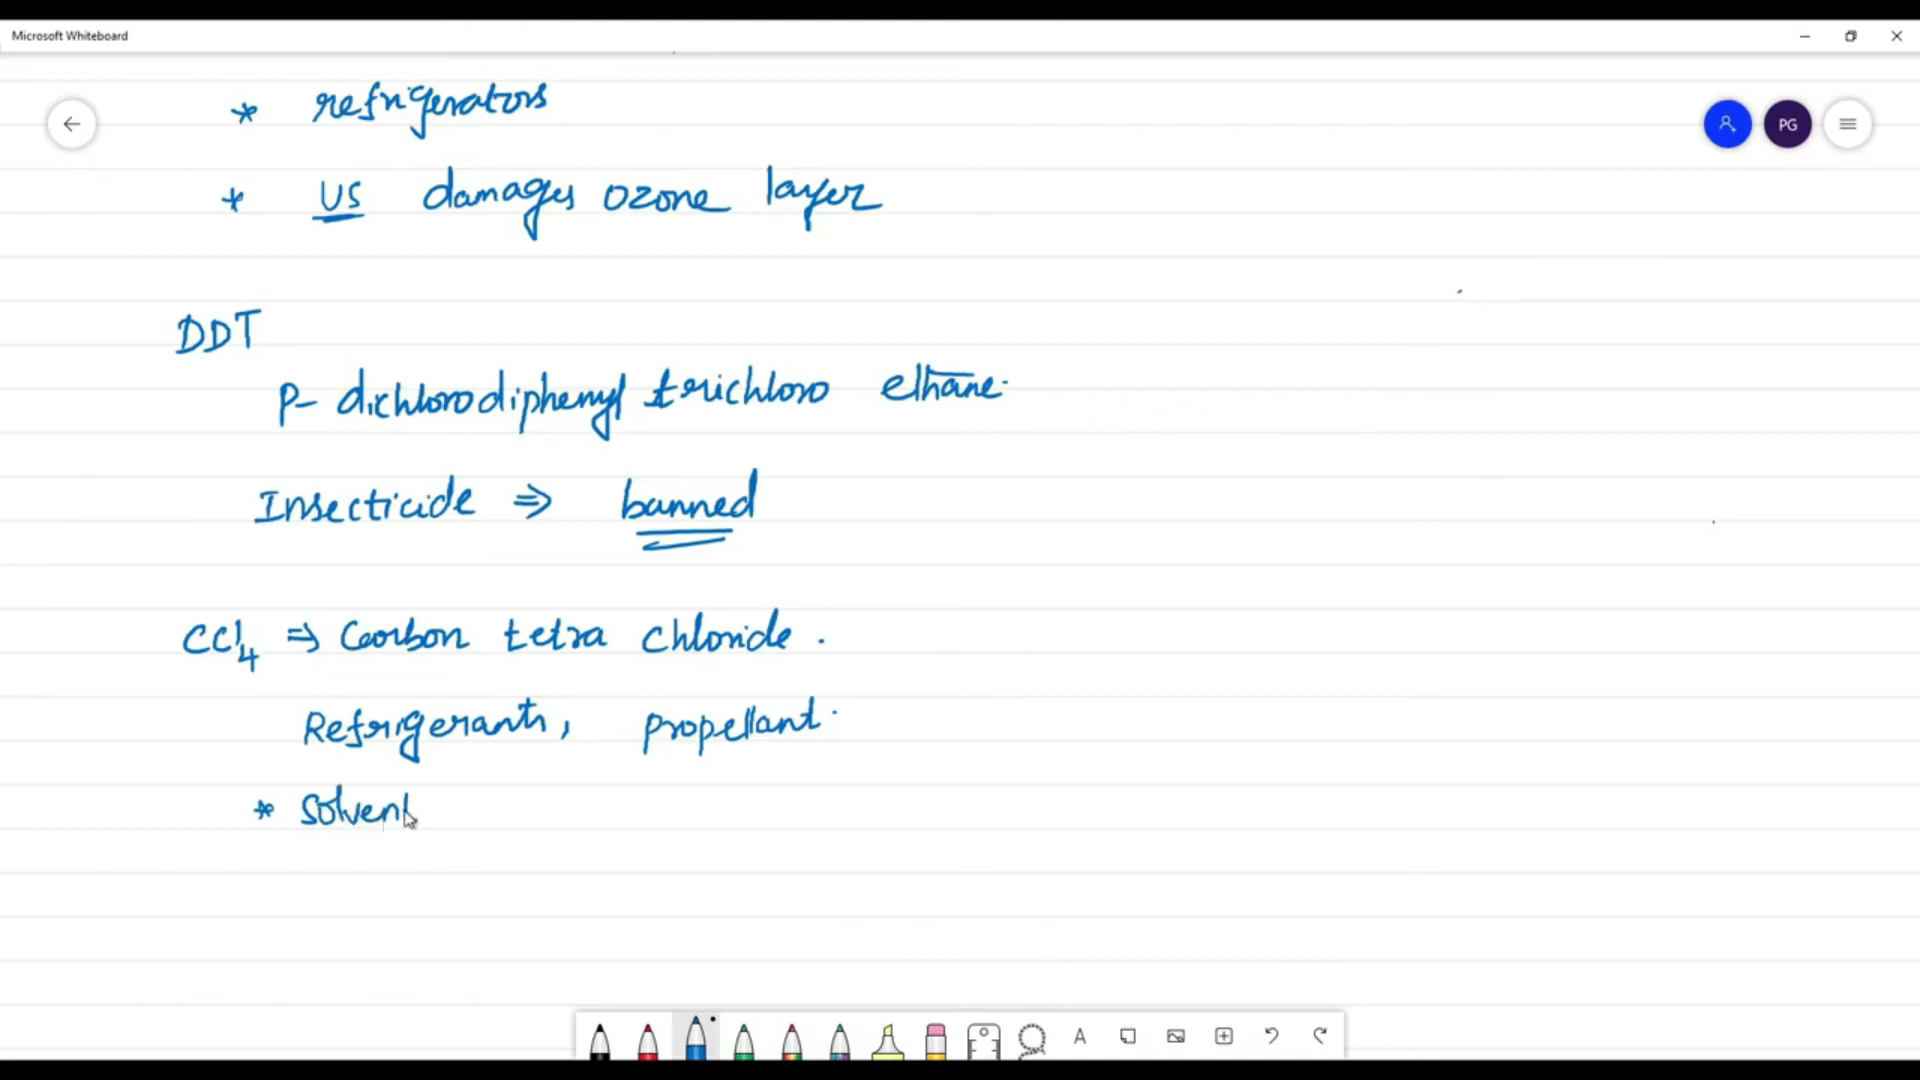 Microsoft Whiteboard
* refrigerators
PG
* US damages ozone layer
DDT
P- dichlorodiphenyl trichloro ethane.
Insecticide ⇒ banned
CCl4 ⇒ Carbon tetra chloride .
Refrigerants, propellant.
* Solvent
A